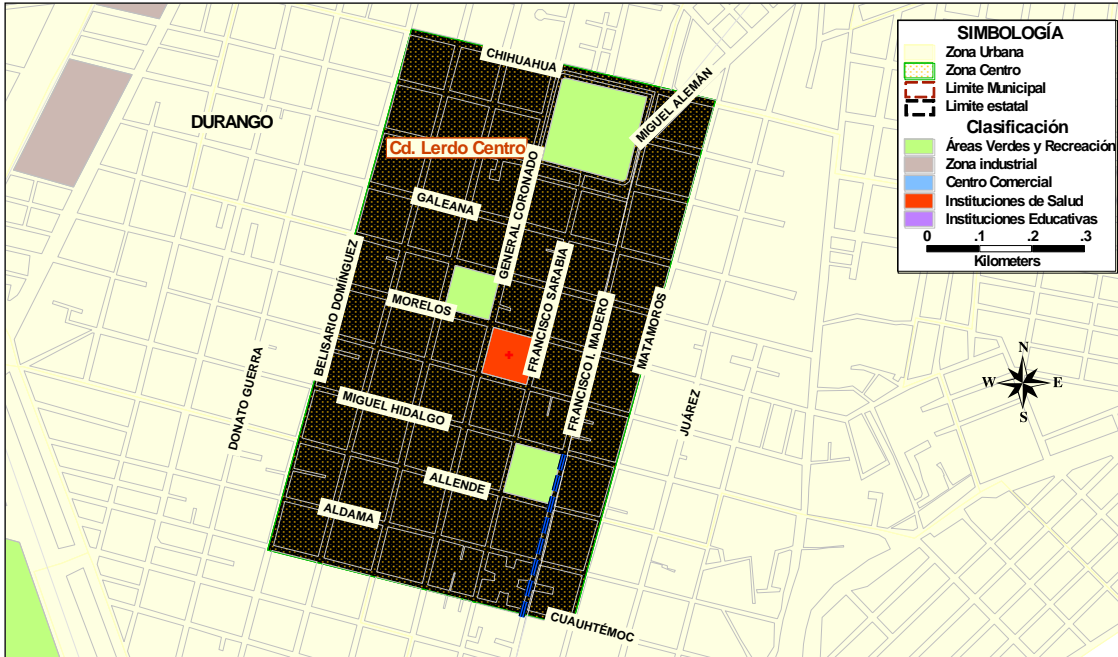 CHIHUAHUA
MIGUEL ALEMÁN
DURANGO
Cd. Lerdo Centro
GENERAL CORONADO
GALEANA
BELISARIO DOMÍNGUEZ
MORELOS
FRANCISCO SARABIA
FRANCISCO I. MADERO
MATAMOROS
DONATO GUERRA
MIGUEL HIDALGO
JUÁREZ
ALLENDE
ALDAMA
CUAUHTÉMOC
SIMBOLOGÍA
Zona Urbana
Zona Centro
Limite Municipal
Limite estatal
Clasificación
Áreas Verdes y Recreación
Zona industrial
Centro Comercial
Instituciones de Salud
Instituciones Educativas
0 .1 .2 .3
Kilometers
N
W E
S